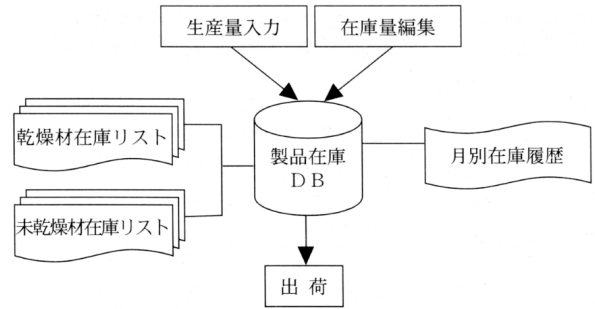 生産量入力
在庫量編集
乾燥材在庫リスト
製品在庫
ＤＢ
月別在庫履歴
未乾燥材在庫リスト
出荷